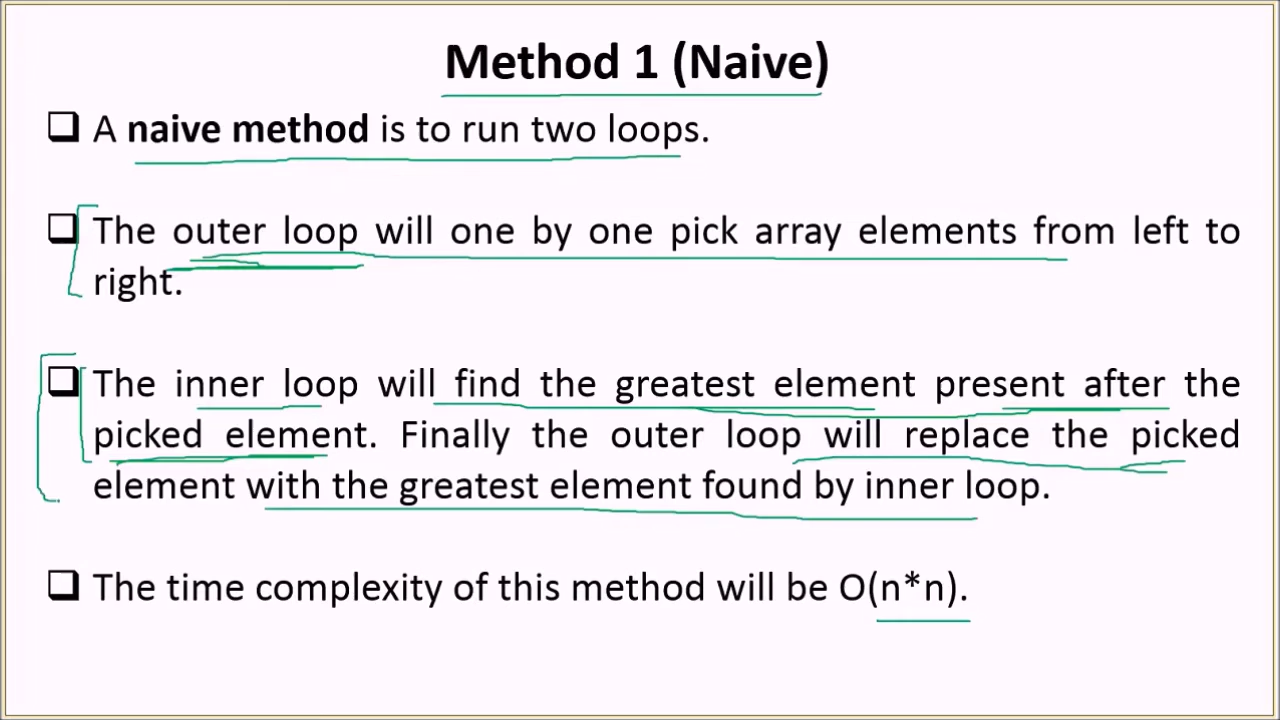 Method 1 (Naive)
A naive method is to run two loops.
The outer loop will one by one pick array elements from left to
right.
The inner loop will find the greatest element present after the
picked element. Finally the outer loop will replace the picked
element with the greatest element found by inner loop.
The time complexity of this method will be O(n*n).